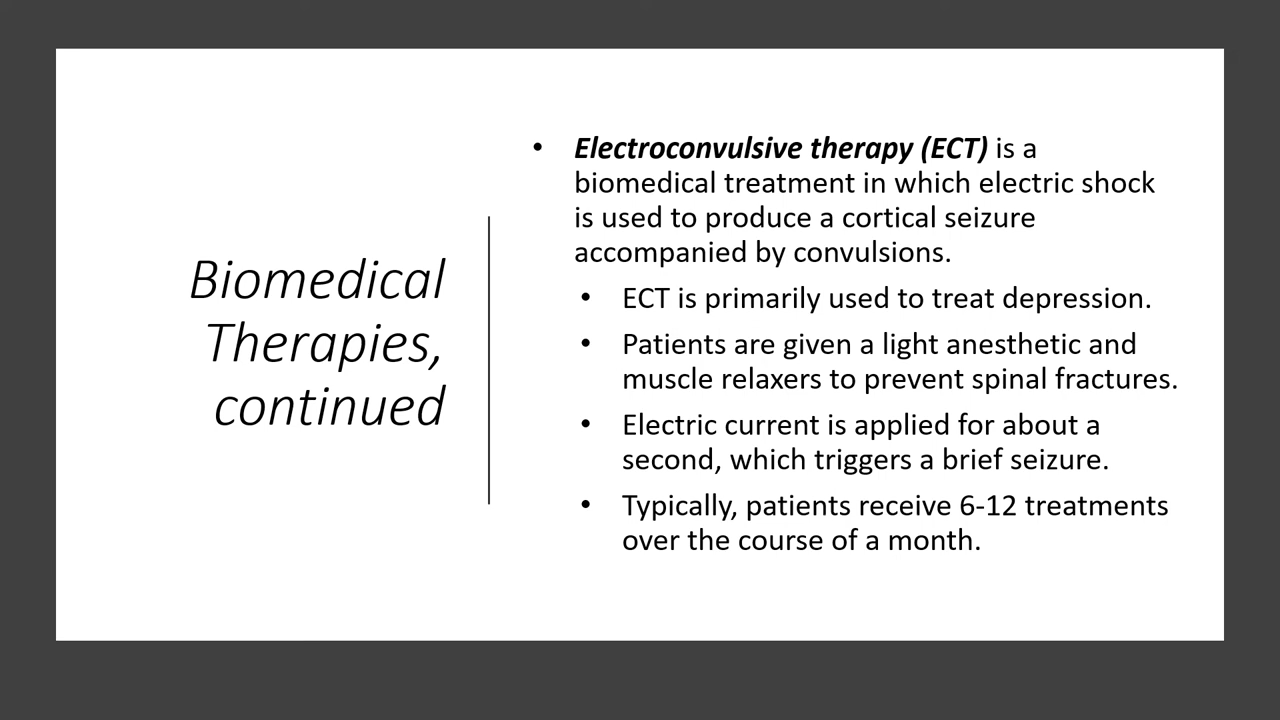 Biomedical
Therapies,
continued
• Electroconvulsive therapy (ECT) is a
biomedical treatment in which electric shock
is used to produce a cortical seizure
accompanied by convulsions.
• ECT is primarily used to treat depression.
• Patients are given a light anesthetic and
muscle relaxers to prevent spinal fractures.
• Electric current is applied for about a
second, which triggers a brief seizure.
• Typically, patients receive 6-12 treatments
over the course of a month.